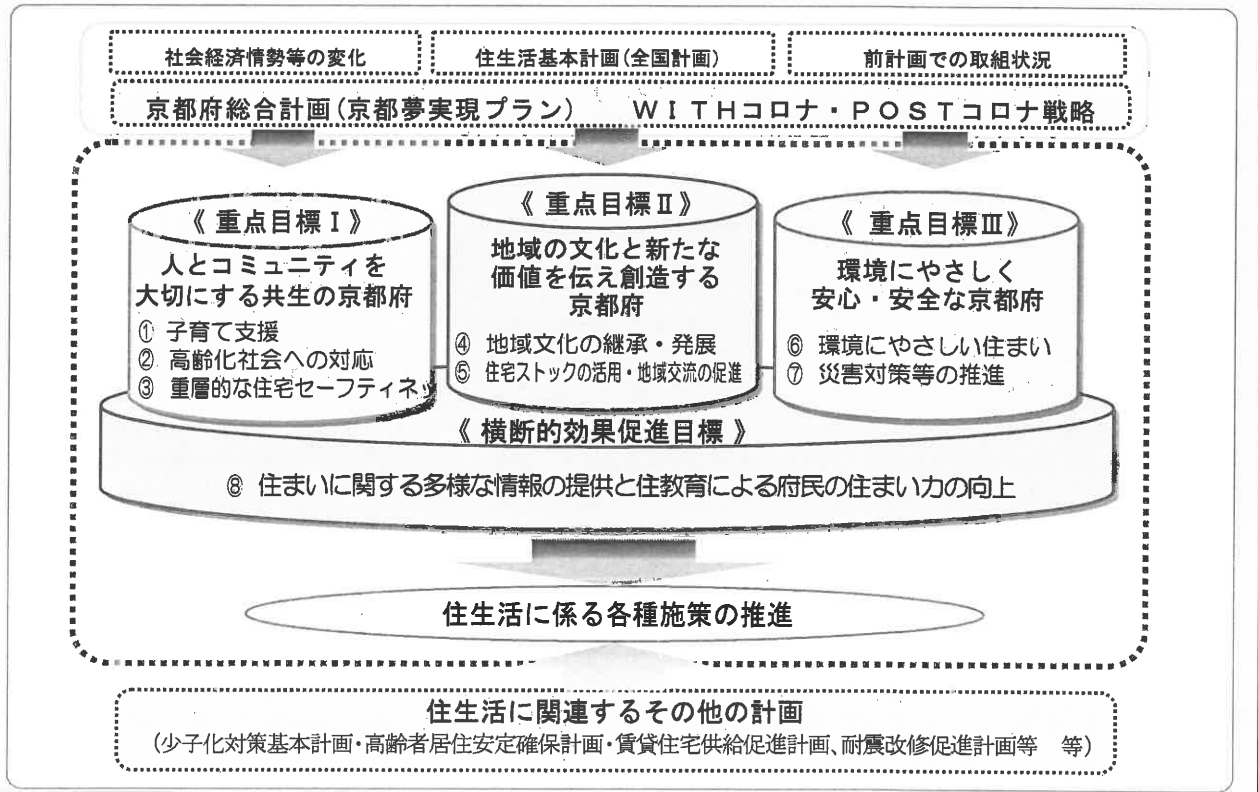 社会経済情勢等の変化
住生活基本計画(全国計画)
前計画での取組状況
京都府総合計画(京都夢実現プラン) WITHコロナ・POSTコロナ戦略
《 重点目標Ⅰ》
人とコミュニティを
大切にする共生の京都府
① 子育て支援
② 高齢化社会への対応
③ 重層的な住宅セーフティネッ
《 重点目標Ⅱ》
地域の文化と新たな
価値を伝え創造する
京都府
④ 地域文化の継承・発展
⑤ 住宅ストックの活用・地域交流の促進
《 重点目標Ⅲ》
環境にやさしく
安心・安全な京都府
⑥ 環境にやさしい住まい
⑦ 災害対策等の推進
《 横断的効果促進目標 》
⑧ 住まいに関する多様な情報の提供と住教育による府民の住まい力の向上
住生活に係る各種施策の推進
住生活に関連するその他の計画
(少子化対策基本計画・高齢者居住安定確保計画・賃貸住宅供給促進計画、耐震改修促進計画等 等)